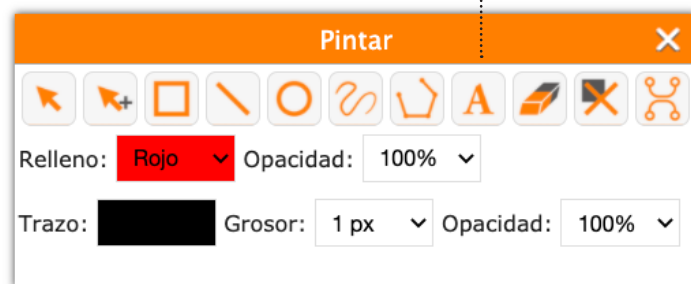 Pintar
A
Relleno: Rojo Opacidad: 100%
Trazo: Grosor: 1 px Opacidad: 100%